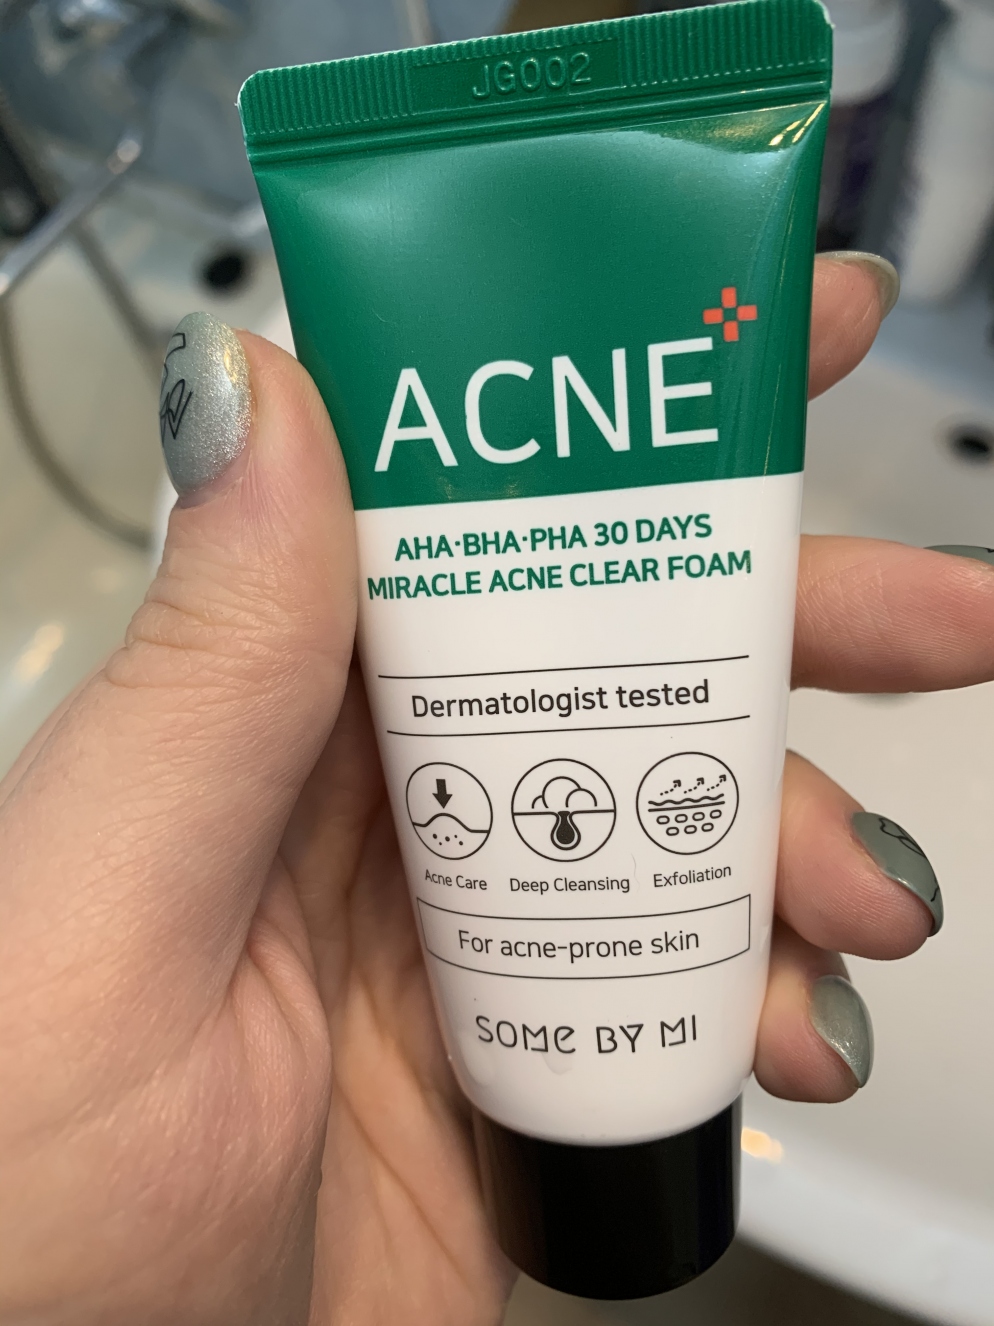 JG002
ACNE
AHA·BHA·PHA 30 DAYS
MIRACLE ACNE CLEAR FOAM
Dermatologist tested
Acne Care Deep Cleansing Exfoliation
For acne-prone skin
SOME BY MI